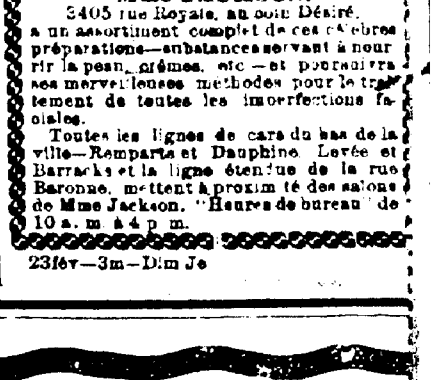 3405 rue Royale, au coin Désiré,
a un assortiment complet de ces célèbres
préparations—substances servant à nour
rir la peau, crèmes, etc—et poursuivra
ses merveilleuses méthodes pour le trai
tement de toutes les imperfections fa
ciales.
Toutes les lignes de cars du bas de la
ville—Remparts et Dauphine, Levée et
Barracks et la ligne étendue de la rue
Baronne, mettent à proximité des salons
de Mme Jackson. "Heures de bureau" de
10 a. m. à 4 p. m.
23fév—3m—Dim Je